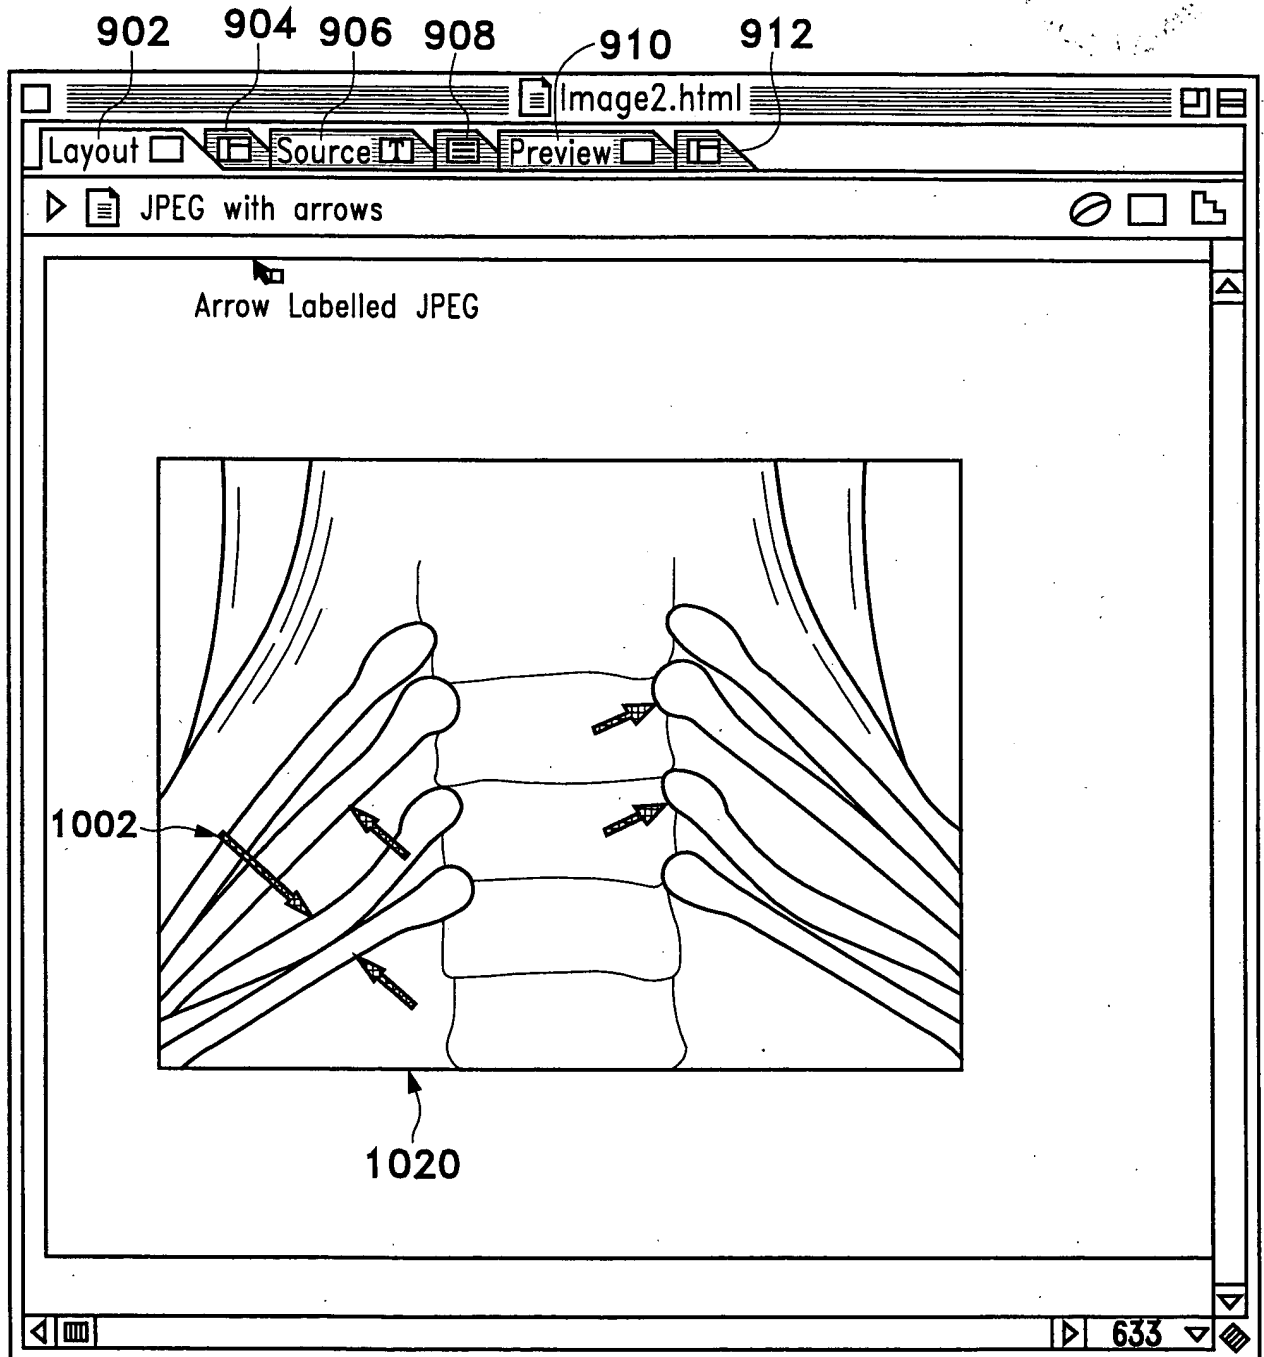 902 904 906 908 910 912
Image2.html
Layout Source T Preview
JPEG with arrows
Arrow Labelled JPEG
1002
1020
633